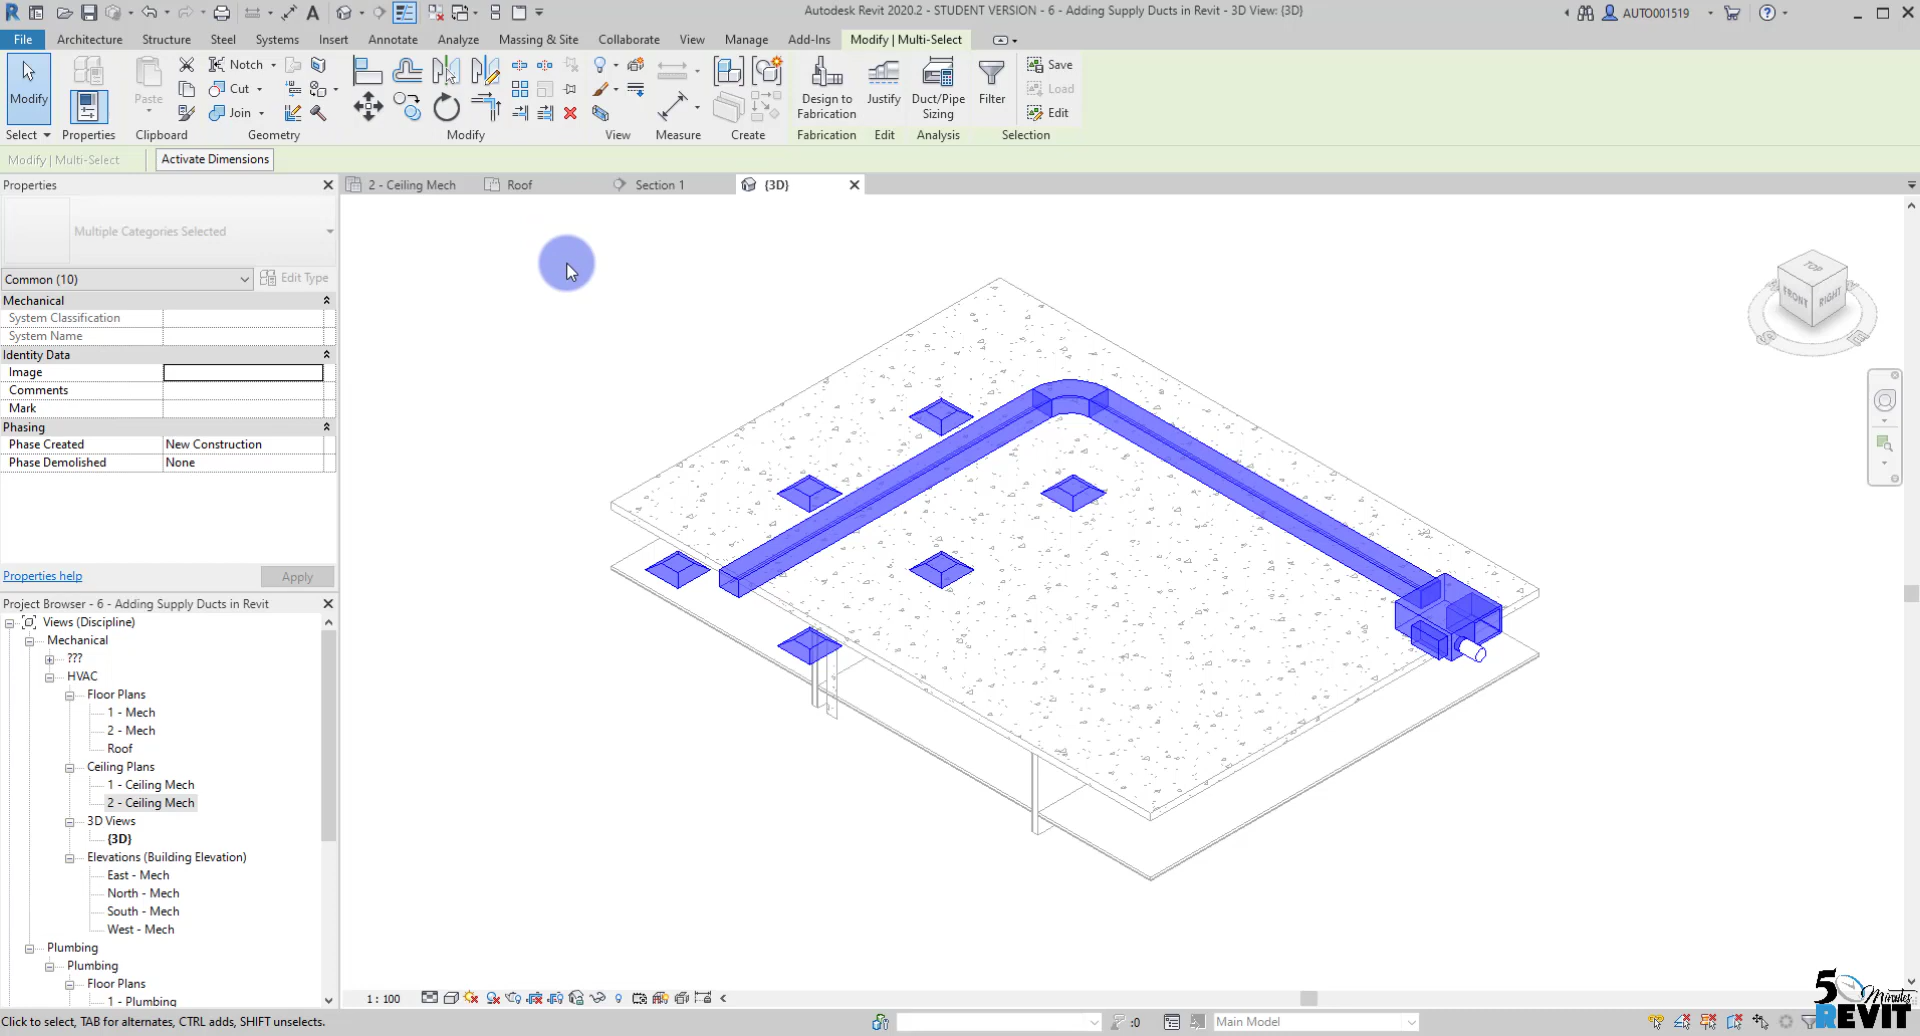 Autodesk Revit 2020.2 - STUDENT VERSION - 6 - Adding Supply Ducts in Revit - 3D View: {3D}
AUTO001519
File Architecture Structure Steel Systems Insert Annotate Analyze Massing & Site Collaborate View Manage Add-Ins Modify | Multi-Select
Modify
Paste
Notch
Cut
Join
Design to
Fabrication
Justify
Duct/Pipe
Sizing
Filter
Save
Load
Edit
Select Properties Clipboard Geometry Modify View Measure Create Fabrication Edit Analysis Selection
Modify | Multi-Select Activate Dimensions
Properties
2 - Ceiling Mech Roof Section 1 {3D}
Multiple Categories Selected
Common (10) Edit Type
Mechanical
System Classification
System Name
Identity Data
Image
Comments
Mark
Phasing
Phase Created New Construction
Phase Demolished None
Properties help Apply
Project Browser - 6 - Adding Supply Ducts in Revit
Views (Discipline)
Mechanical
???
HVAC
Floor Plans
1 - Mech
2 - Mech
Roof
Ceiling Plans
1 - Ceiling Mech
2 - Ceiling Mech
3D Views
{3D}
Elevations (Building Elevation)
East - Mech
North - Mech
South - Mech
West - Mech
Plumbing
Plumbing
Floor Plans
1 - Plumbing
TOP
FRONT
RIGHT
S
E
1 : 100
Click to select, TAB for alternates, CTRL adds, SHIFT unselects.
:0
Main Model
5 Minutes
REVIT